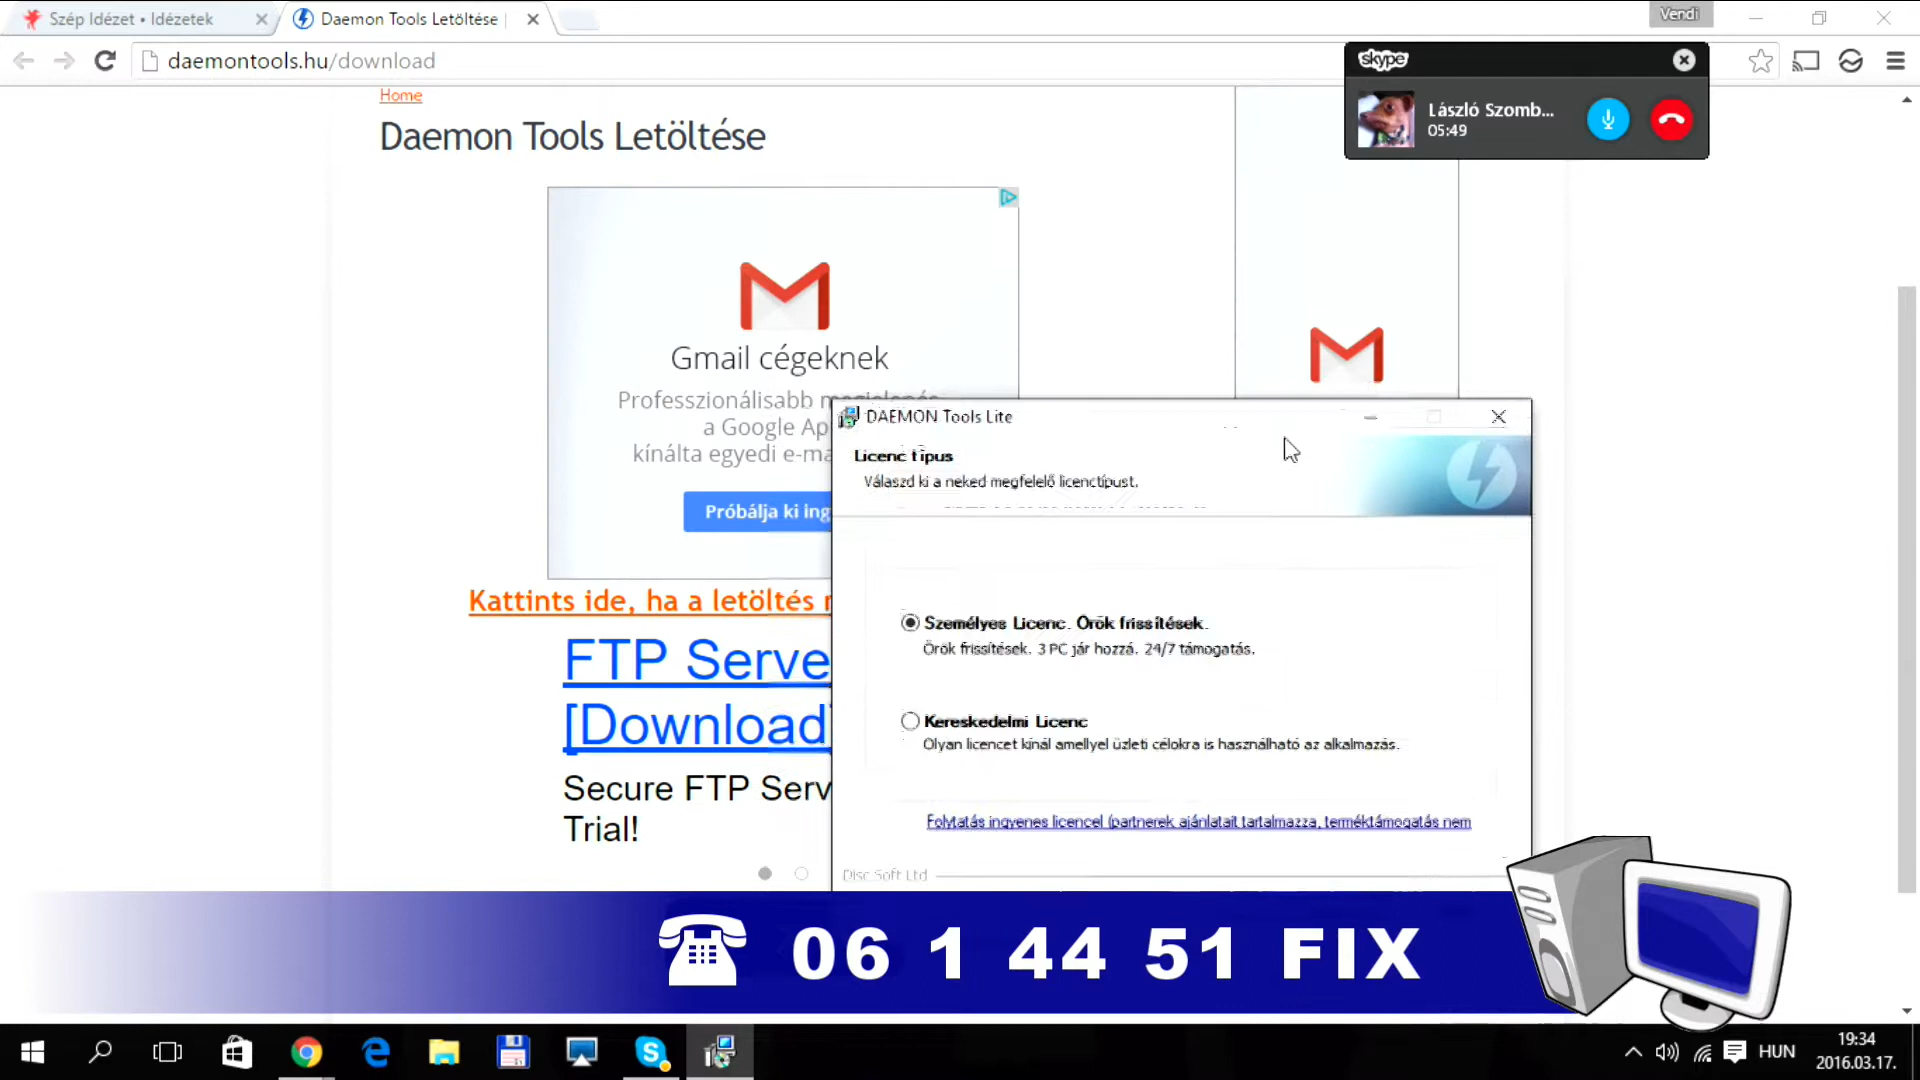 Szép Idézet • Idézetek
Daemon Tools Letöltése
Vendi
daemontools.hu/download
skype
László Szomb...
05:49
Home
Daemon Tools Letöltése
Gmail cégeknek
Professzionálisabb
a Google Ap
kínálta egyedi e-ma
Próbálja ki ing
DAEMON Tools Lite
Licenc típus
Válaszd ki a neked megfelelő licenctípust.
Kattints ide, ha a letöltés
FTP Serve
[Download]
Secure FTP Serv
Trial!
Személyes Licenc. Örök frissítések.
Örök frissítések. 3 PC jár hozzá. 24/7 támogatás.
Kereskedelmi Licenc
Olyan licencet kínál amellyel üzleti célokra is használható az alkalmazás.
Folytatás ingyenes licencel (partnerek ajánlatait tartalmazza, terméktámogatás nem
Disc Soft Ltd
06 1 44 51 FIX
HUN
19:34
2016.03.17.